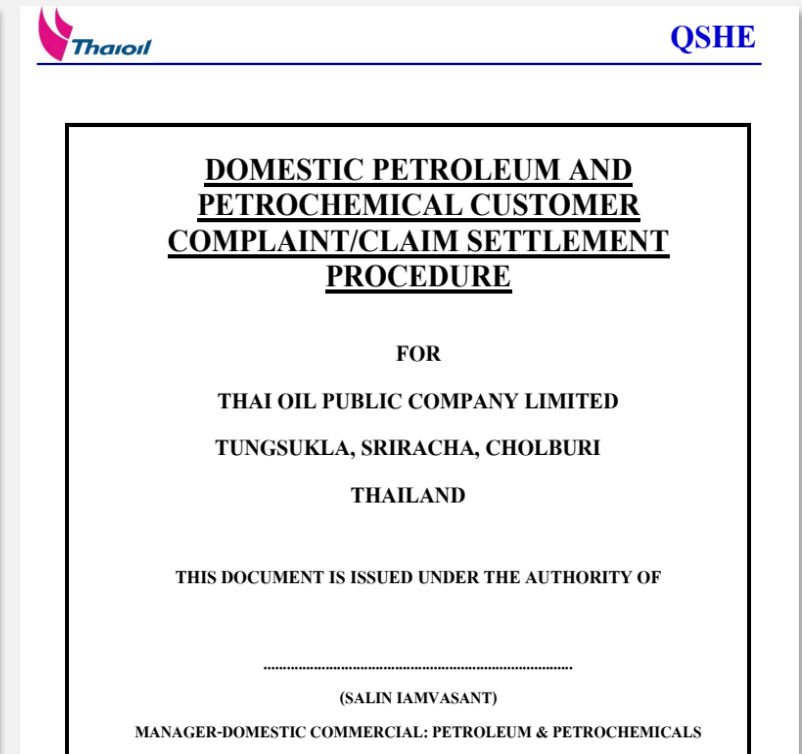 Thaioil
QSHE
DOMESTIC PETROLEUM AND
PETROCHEMICAL CUSTOMER
COMPLAINT/CLAIM SETTLEMENT
PROCEDURE
FOR
THAI OIL PUBLIC COMPANY LIMITED
TUNGSUKLA, SRIRACHA, CHOLBURI
THAILAND
THIS DOCUMENT IS ISSUED UNDER THE AUTHORITY OF
................................................................................
(SALIN IAMVASANT)
MANAGER-DOMESTIC COMMERCIAL: PETROLEUM & PETROCHEMICALS